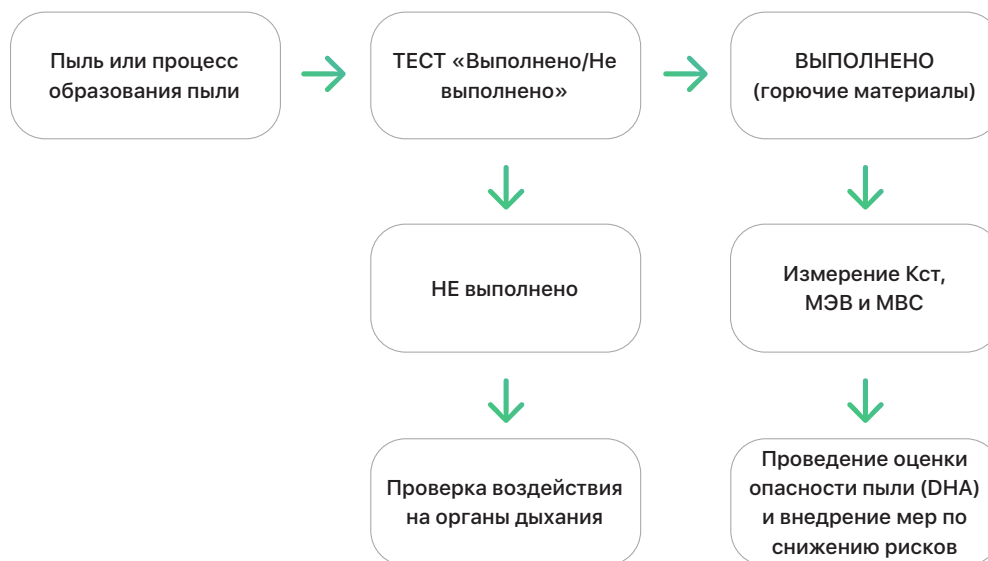 Пыль или процесс
образования пыли
ТЕСТ «Выполнено/Не
выполнено»
ВЫПОЛНЕНО
(горючие материалы)
НЕ выполнено
Измерение Кст,
МЭВ и МВС
Проверка воздействия
на органы дыхания
Проведение оценки
опасности пыли (DHA)
и внедрение мер по
снижению рисков